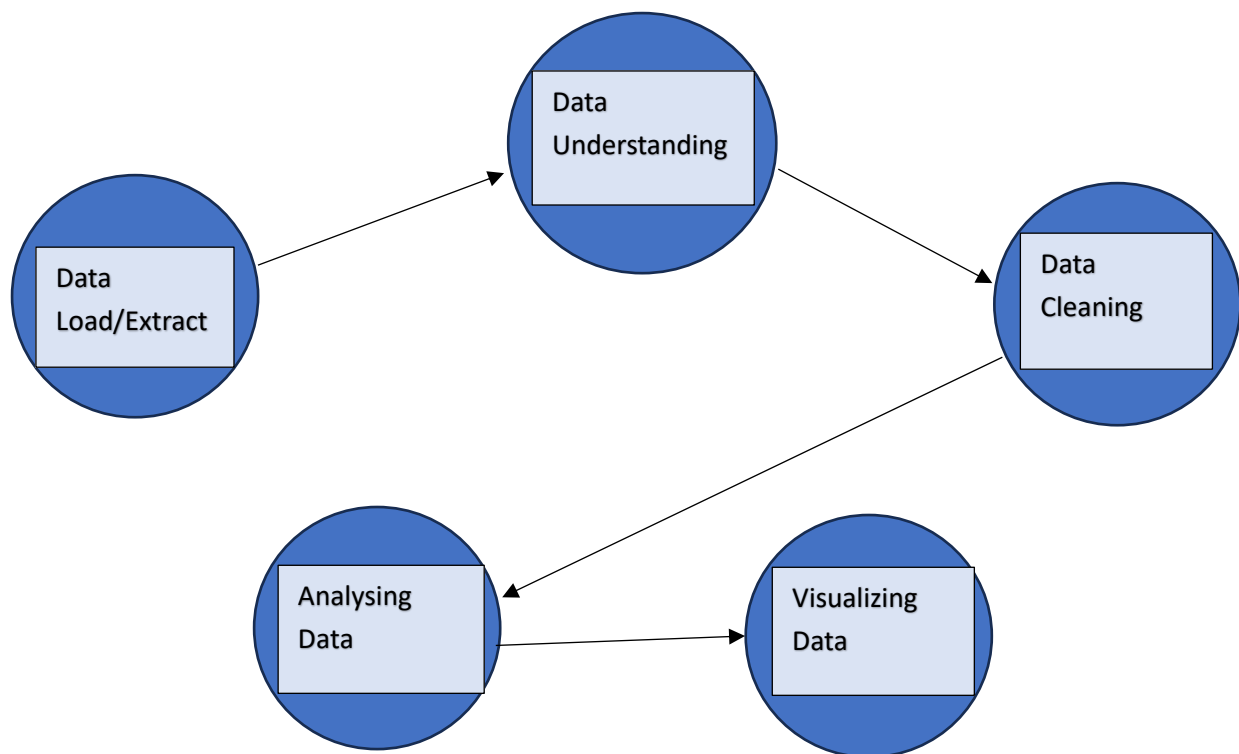 Data
Understanding
Data
Load/Extract
Data
Cleaning
Analysing
Data
Visualizing
Data